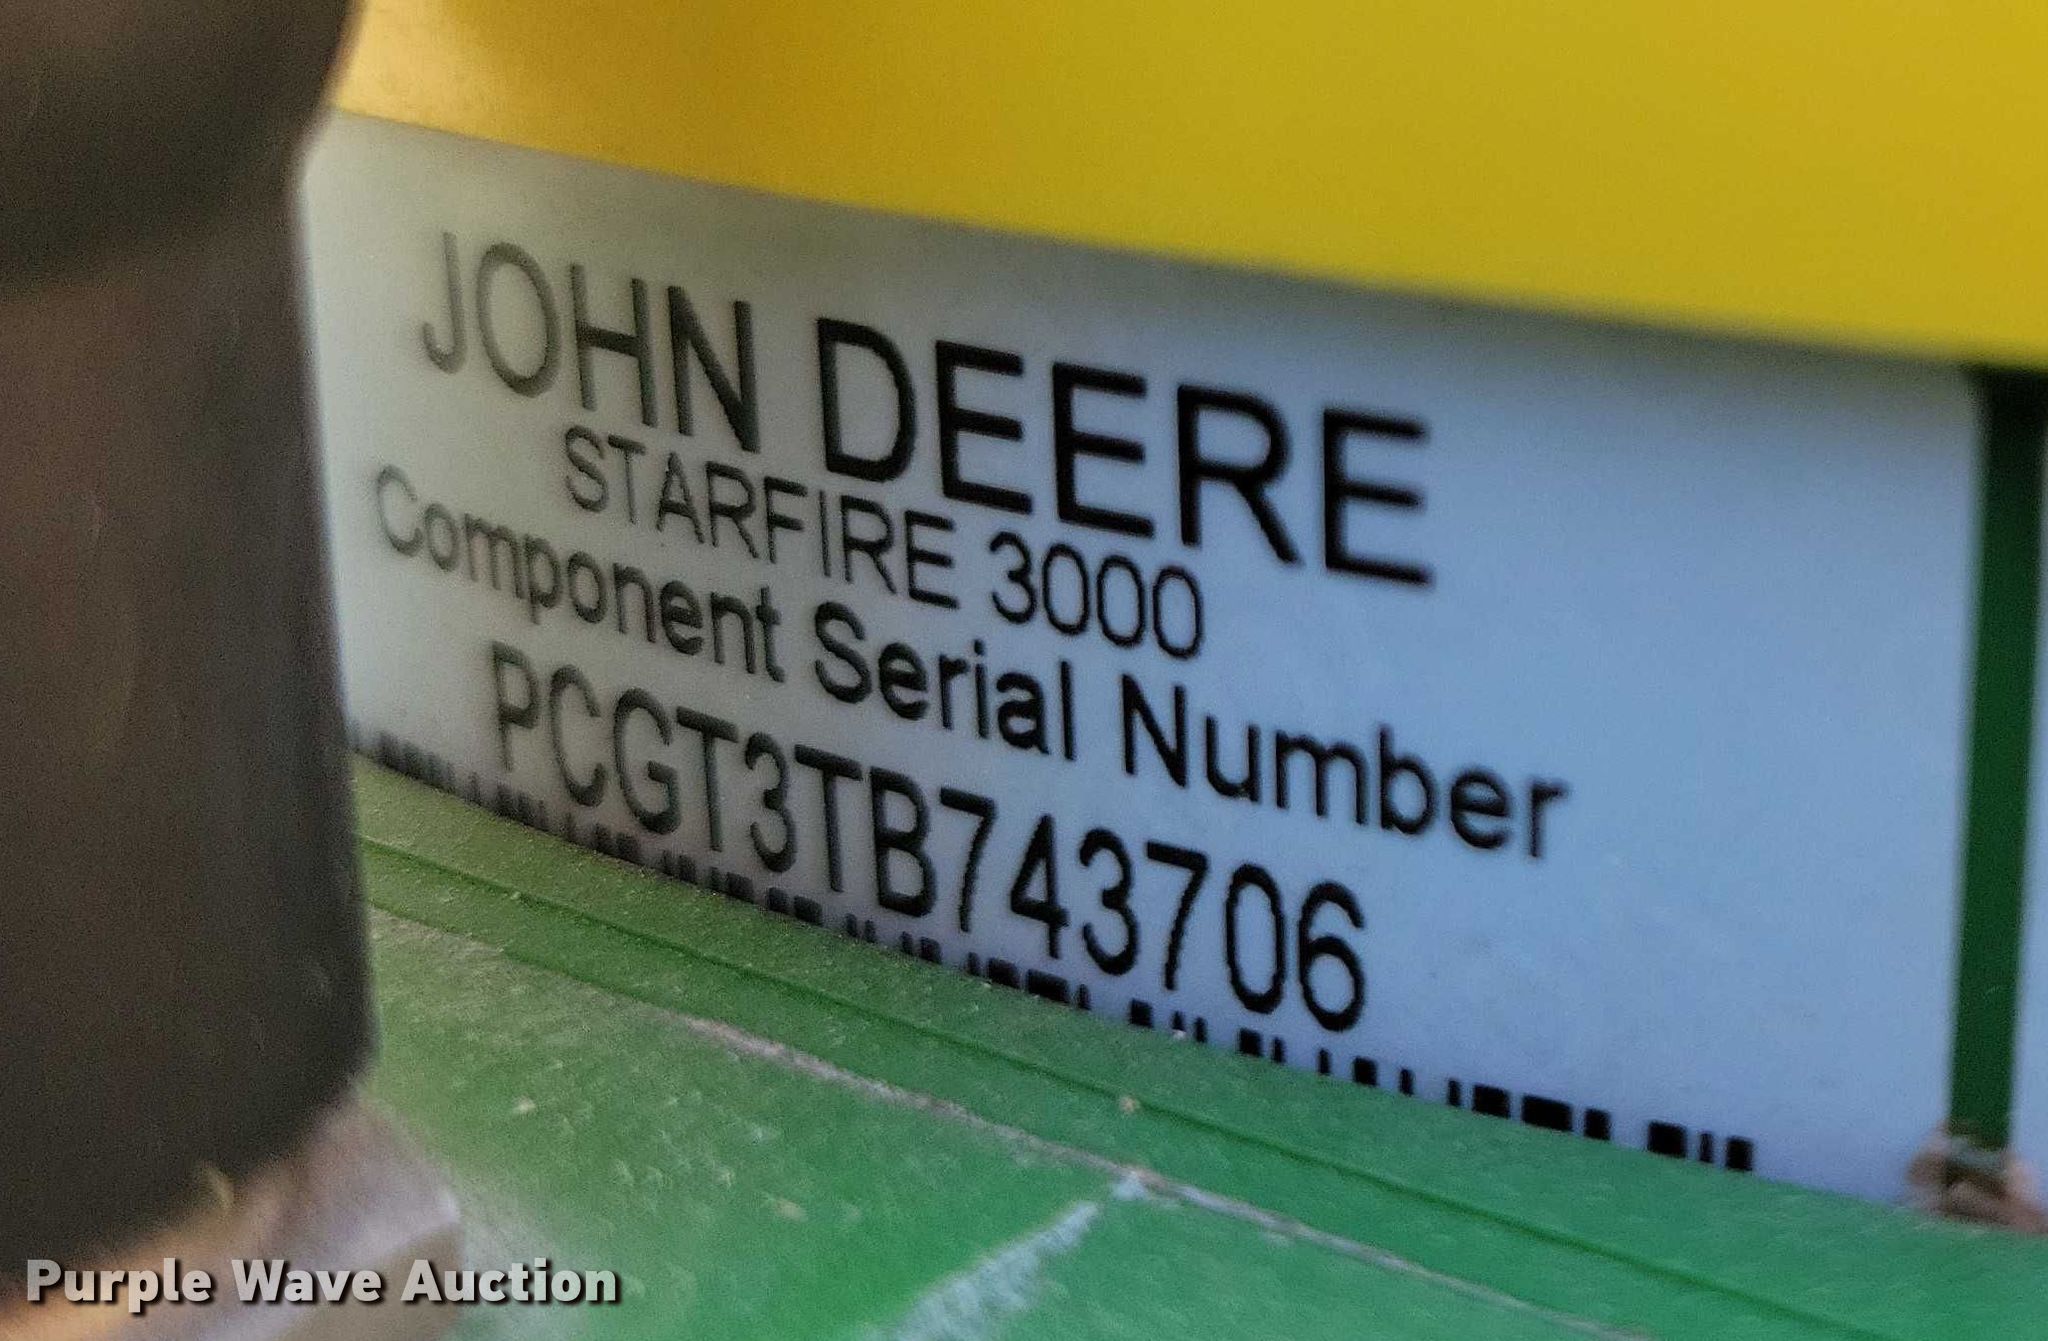 JOHN DEERE
STARFIRE 3000
Component Serial Number
PCGT3TB743706
Purple Wave Auction